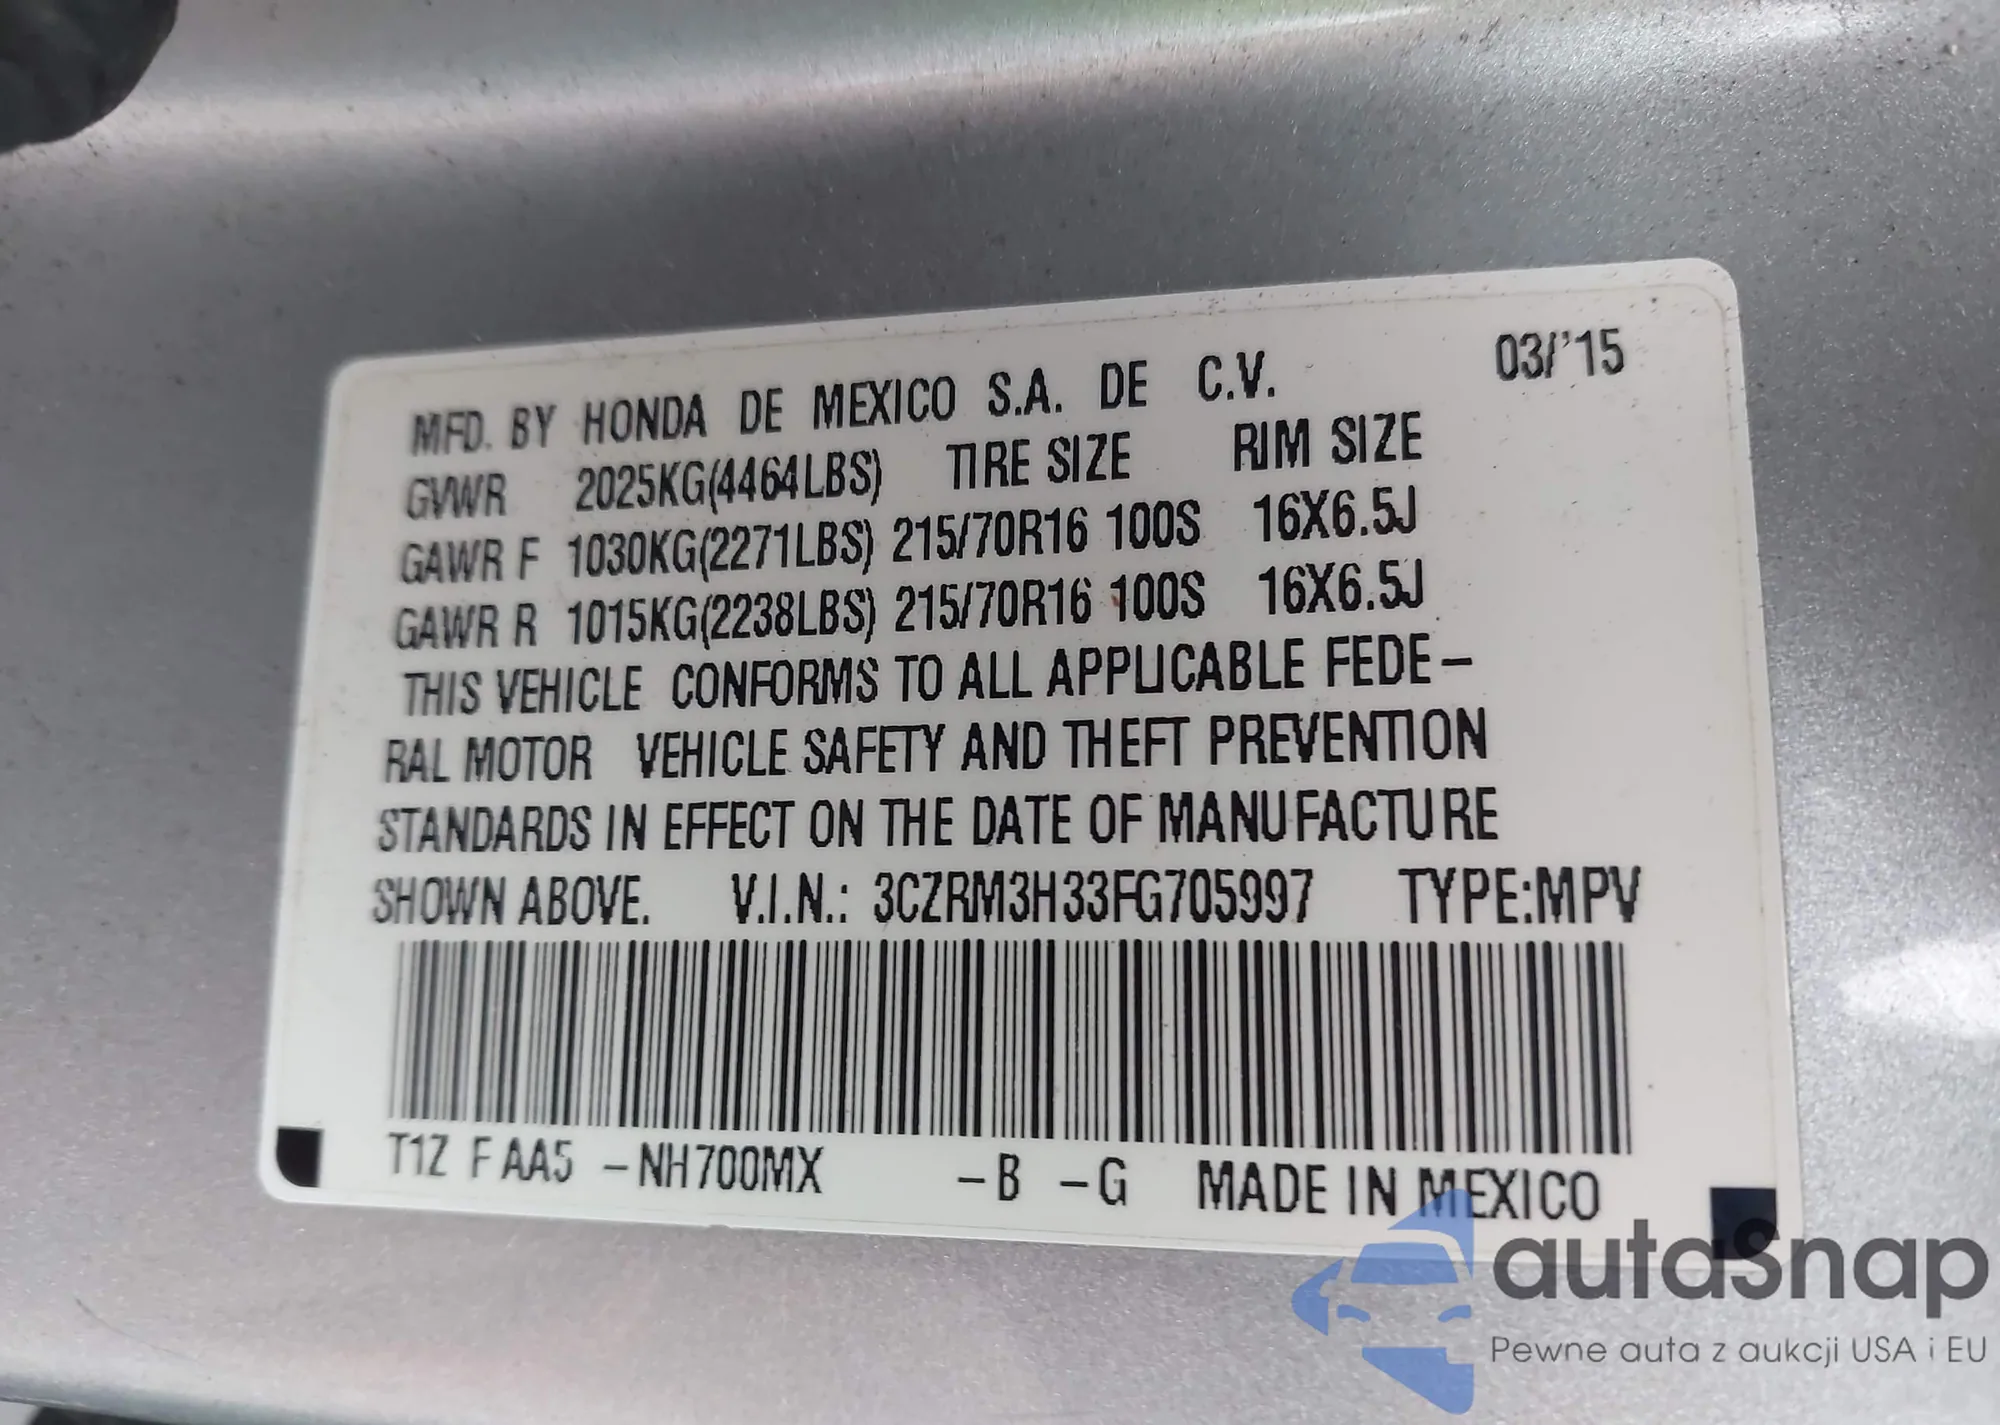 MFD. BY HONDA DE MEXICO S.A. DE C.V. 03/'15
GVWR 2025KG(4464LBS) TIRE SIZE RIM SIZE
GAWR F 1030KG(2271LBS) 215/70R16 100S 16X6.5J
GAWR R 1015KG(2238LBS) 215/70R16 100S 16X6.5J
THIS VEHICLE CONFORMS TO ALL APPLICABLE FEDE-
RAL MOTOR VEHICLE SAFETY AND THEFT PREVENTION
STANDARDS IN EFFECT ON THE DATE OF MANUFACTURE
SHOWN ABOVE. V.I.N.: 3CZRM3H33FG705997 TYPE:MPV
T1Z F AA5 -NH700MX -B -G MADE IN MEXICO
autaSnap
Pewne auta z aukcji USA i EU